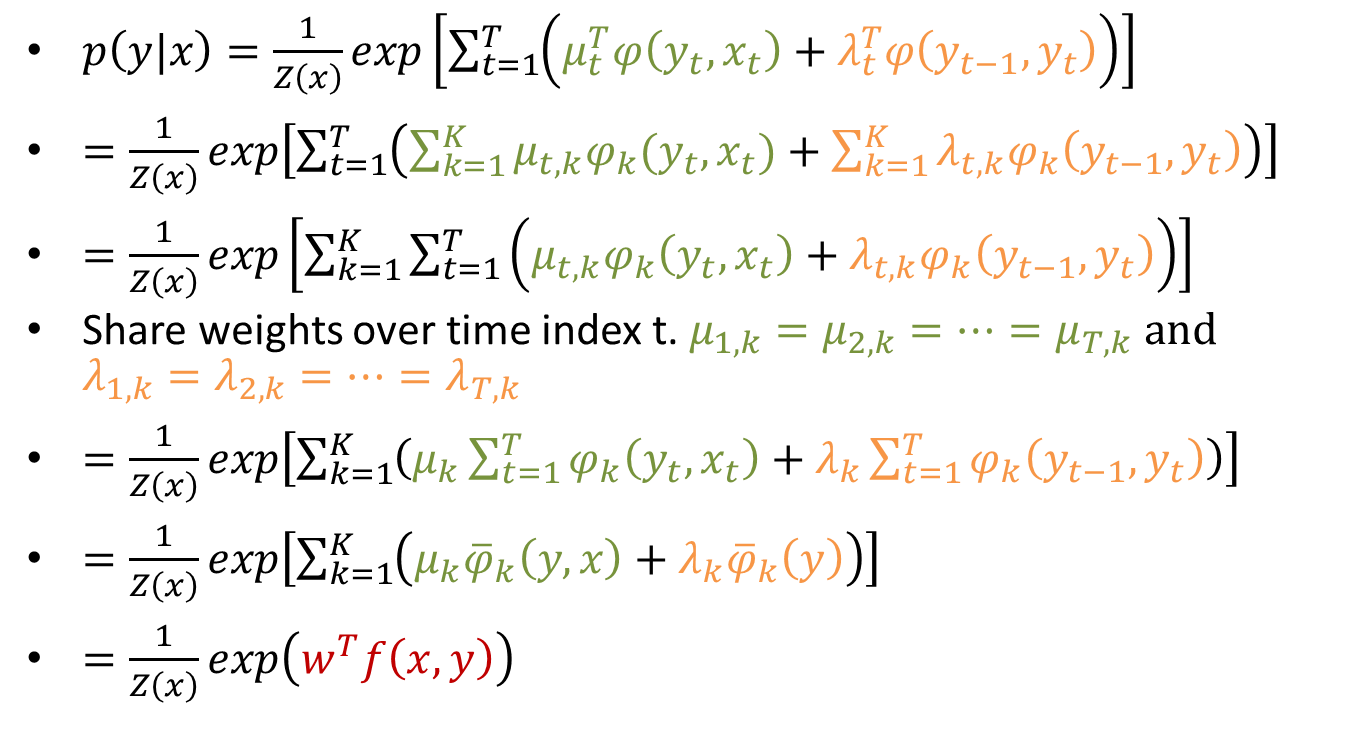 • p(y|x) = 1/Z(x) exp [∑_{t=1}^{T} (μ_t^T φ(y_t, x_t) + λ_t^T φ(y_{t−1}, y_t))]
• = 1/Z(x) exp[∑_{t=1}^{T} (∑_{k=1}^{K} μ_{t,k} φ_k(y_t, x_t) + ∑_{k=1}^{K} λ_{t,k} φ_k(y_{t−1}, y_t))]
• = 1/Z(x) exp [∑_{k=1}^{K} ∑_{t=1}^{T} (μ_{t,k} φ_k(y_t, x_t) + λ_{t,k} φ_k(y_{t−1}, y_t))]
• Share weights over time index t. μ_{1,k} = μ_{2,k} = ⋯ = μ_{T,k} and
λ_{1,k} = λ_{2,k} = ⋯ = λ_{T,k}
• = 1/Z(x) exp[∑_{k=1}^{K} (μ_k ∑_{t=1}^{T} φ_k(y_t, x_t) + λ_k ∑_{t=1}^{T} φ_k(y_{t−1}, y_t))]
• = 1/Z(x) exp[∑_{k=1}^{K} (μ_k φ̄_k(y, x) + λ_k φ̄_k(y))]
• = 1/Z(x) exp(w^T f(x, y))